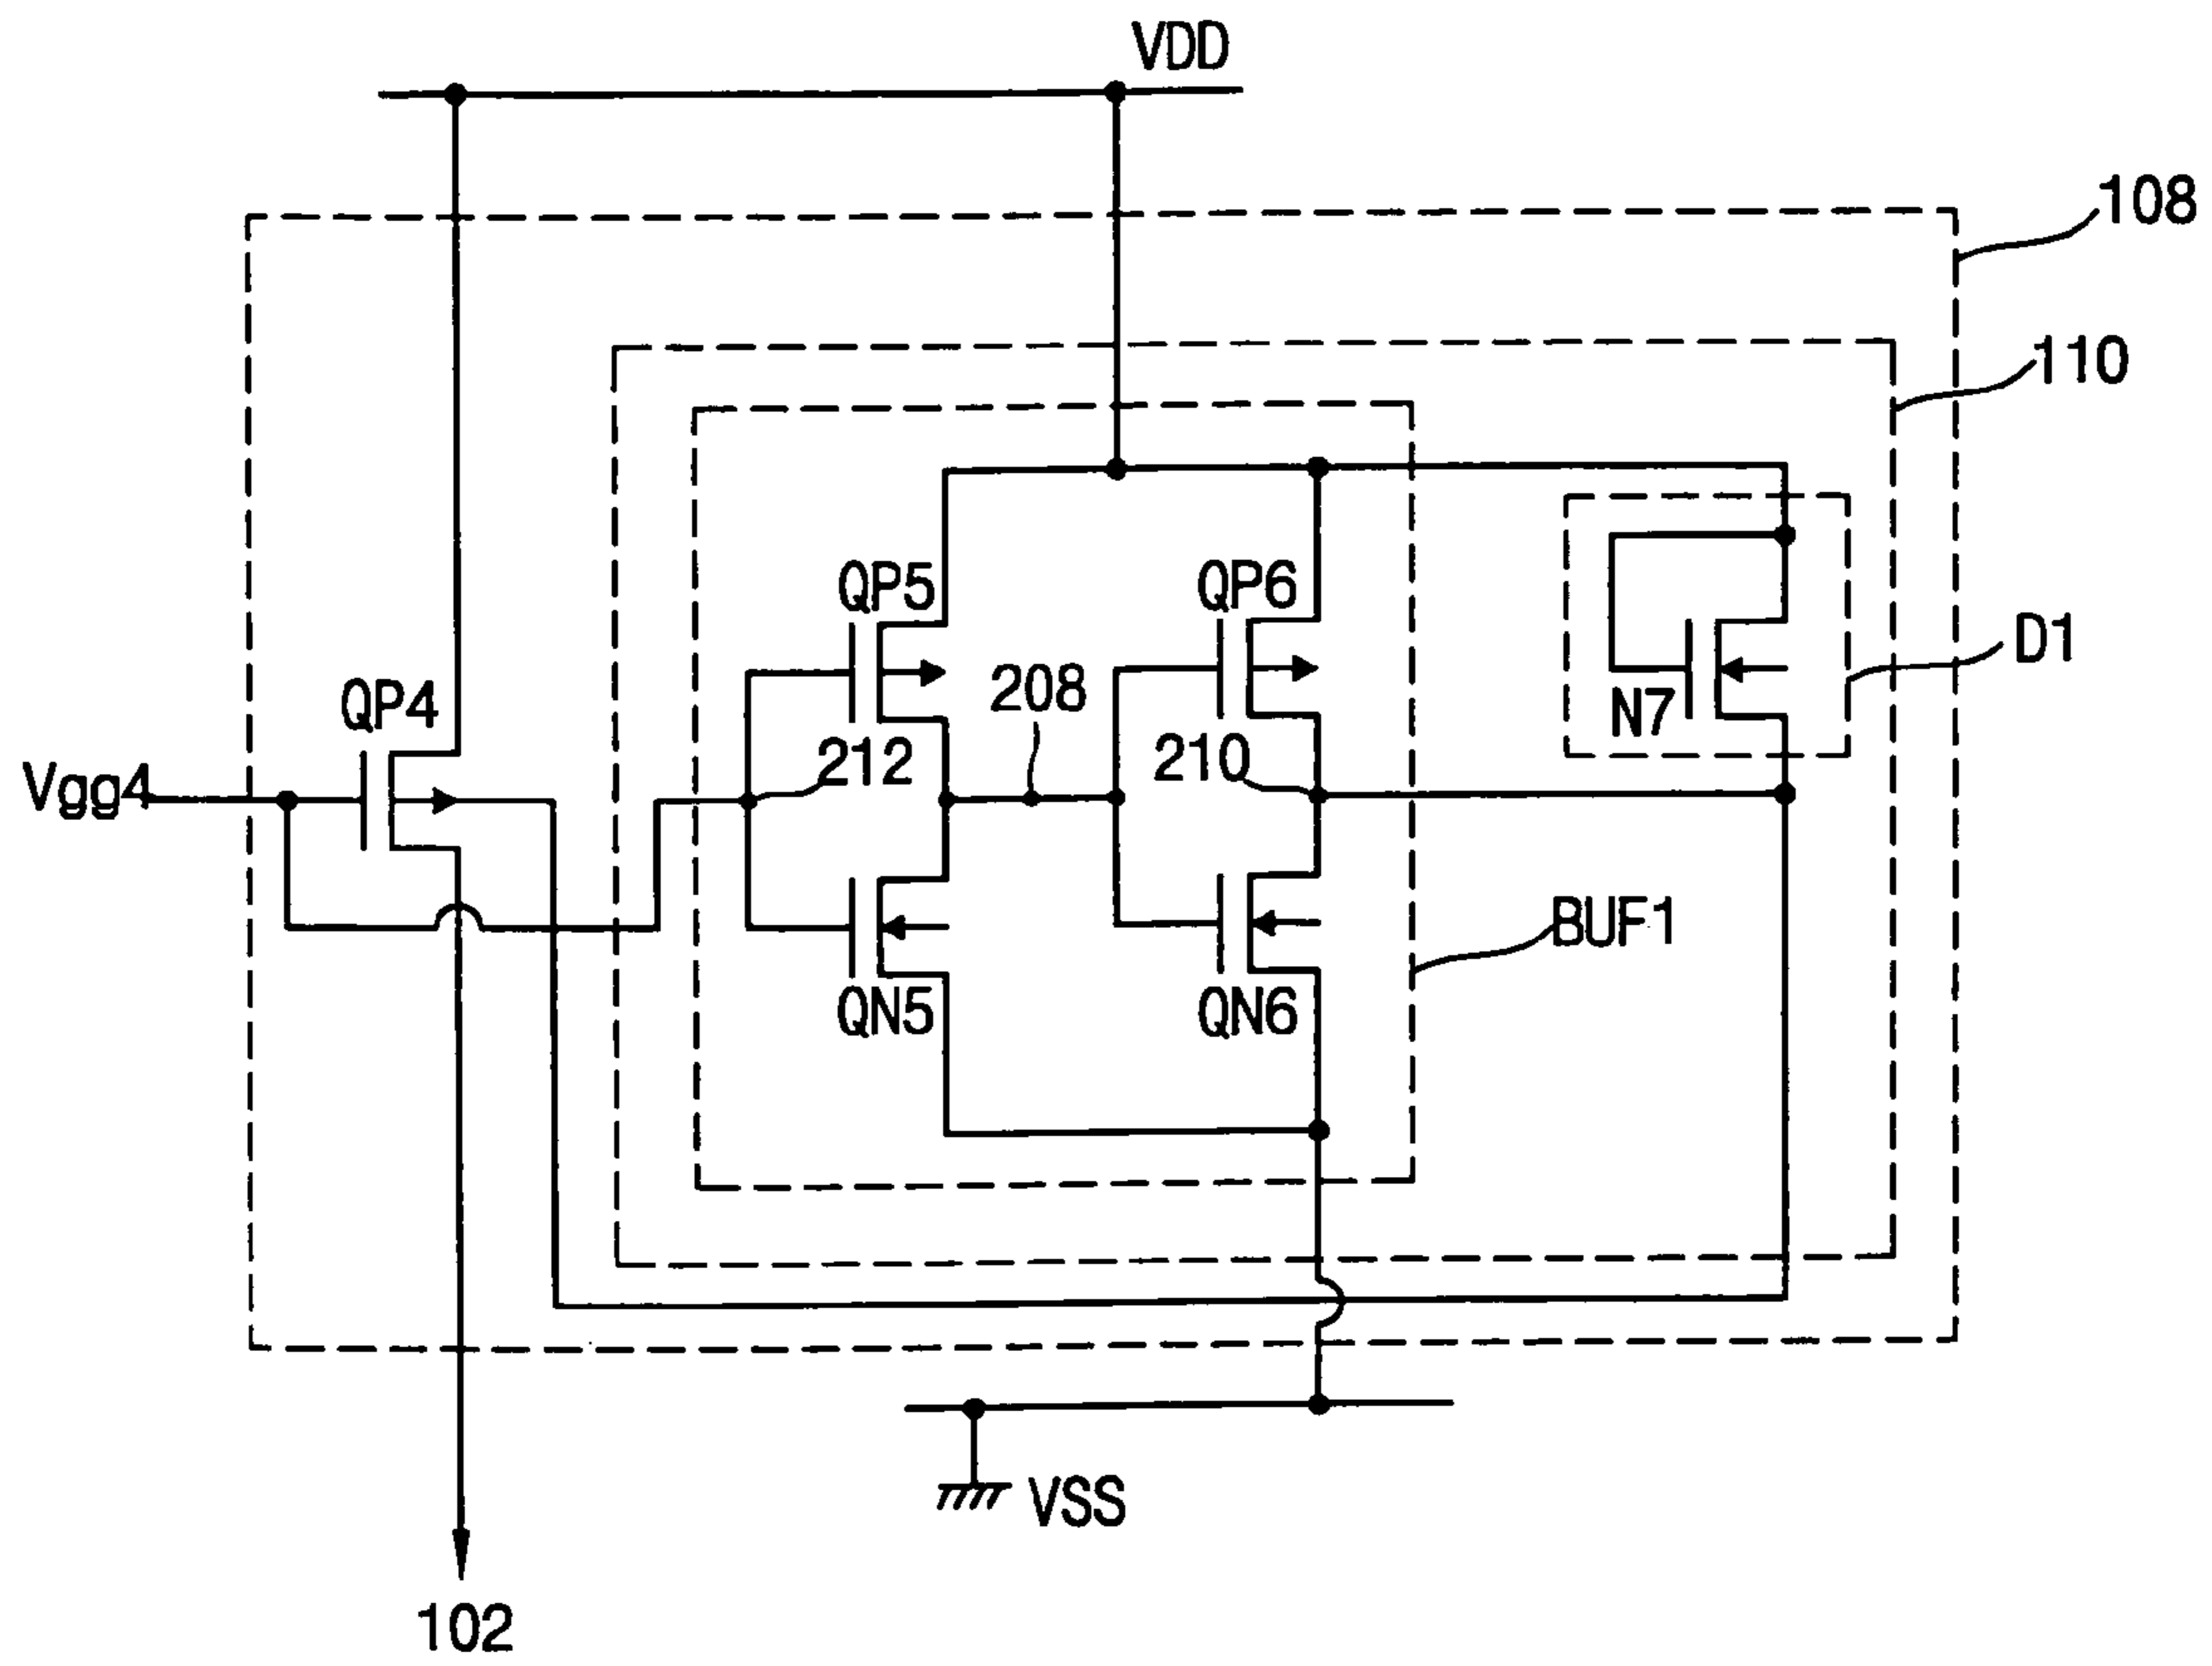 VDD
108
110
QP5
QP6
D1
208
N7
QP4
212
210
Vgg4
BUF1
QN5
QN6
VSS
102